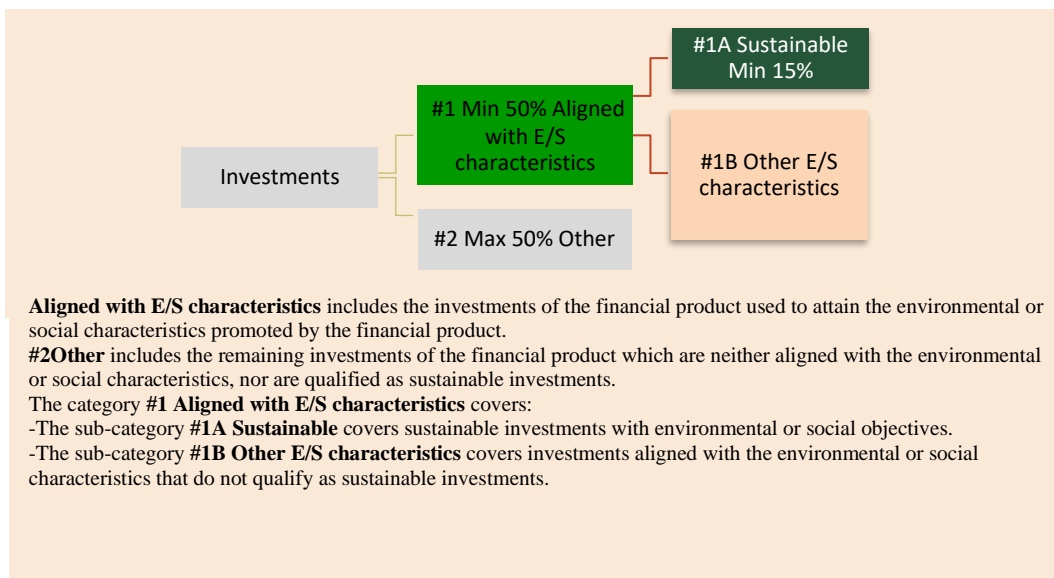 #1A Sustainable
Min 15%
#1 Min 50% Aligned
with E/S
characteristics
#1B Other E/S
characteristics
Investments
#2 Max 50% Other
Aligned with E/S characteristics includes the investments of the financial product used to attain the environmental or
social characteristics promoted by the financial product.
#2Other includes the remaining investments of the financial product which are neither aligned with the environmental
or social characteristics, nor are qualified as sustainable investments.
The category #1 Aligned with E/S characteristics covers:
-The sub-category #1A Sustainable covers sustainable investments with environmental or social objectives.
-The sub-category #1B Other E/S characteristics covers investments aligned with the environmental or social
characteristics that do not qualify as sustainable investments.